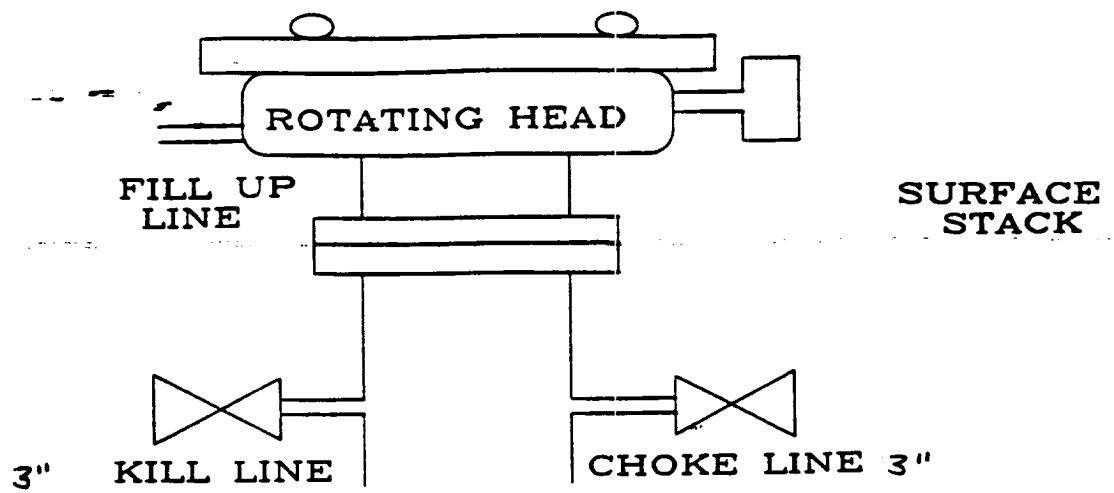 ROTATING HEAD
FILL UP
LINE
SURFACE
STACK
3" KILL LINE
CHOKE LINE 3"